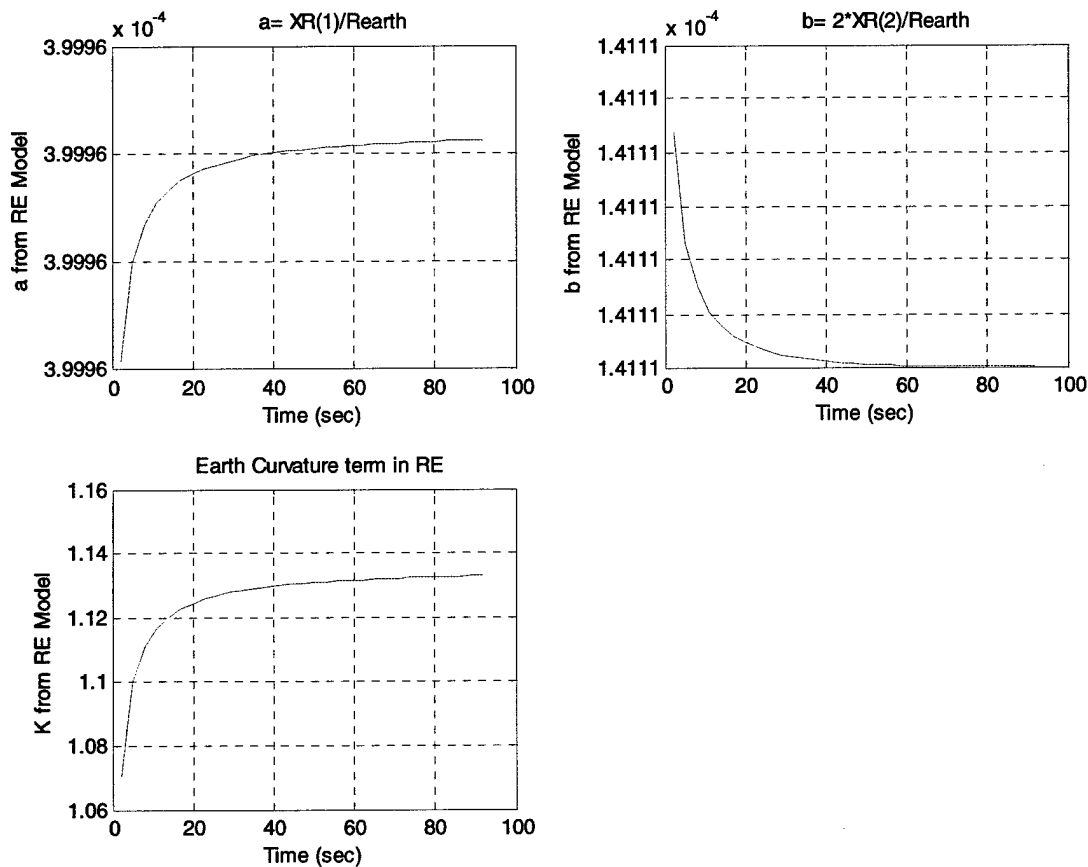 x 10⁻⁴
a= XR(1)/Rearth
3.9996
3.9996
3.9996
3.9996
a from RE Model
0 20 40 60 80 100
Time (sec)
x 10⁻⁴
b= 2*XR(2)/Rearth
1.4111
1.4111
1.4111
1.4111
1.4111
1.4111
1.4111
b from RE Model
0 20 40 60 80 100
Time (sec)
Earth Curvature term in RE
1.16
1.14
1.12
1.1
1.08
1.06
K from RE Model
0 20 40 60 80 100
Time (sec)